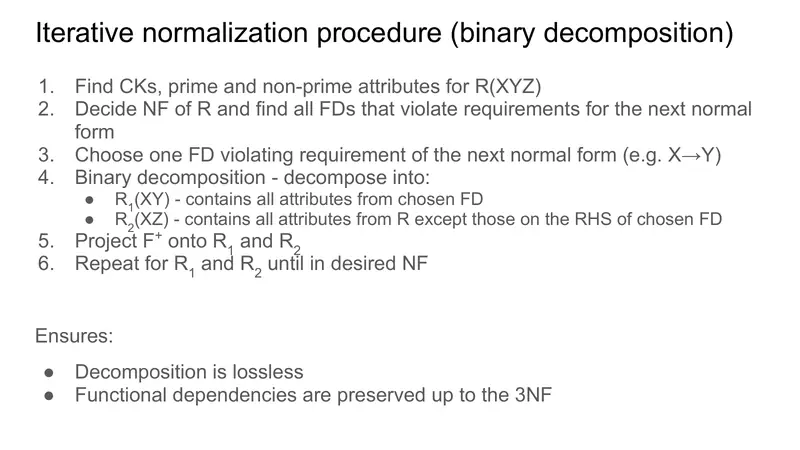 Iterative normalization procedure (binary decomposition)
1. Find CKs, prime and non-prime attributes for R(XYZ)
2. Decide NF of R and find all FDs that violate requirements for the next normal
form
3. Choose one FD violating requirement of the next normal form (e.g. X→Y)
4. Binary decomposition - decompose into:
● R₁(XY) - contains all attributes from chosen FD
● R₂(XZ) - contains all attributes from R except those on the RHS of chosen FD
5. Project F⁺ onto R₁ and R₂
6. Repeat for R₁ and R₂ until in desired NF
Ensures:
● Decomposition is lossless
● Functional dependencies are preserved up to the 3NF